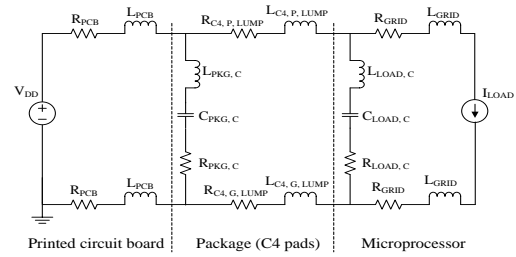 R_PCB L_PCB R_C4, P, LUMP L_C4, P, LUMP R_GRID L_GRID
L_PKG, C L_LOAD, C
V_DD I_LOAD
+
−
C_PKG, C C_LOAD, C
R_PKG, C R_LOAD, C
R_PCB L_PCB R_C4, G, LUMP L_C4, G, LUMP R_GRID L_GRID
Printed circuit board Package (C4 pads) Microprocessor